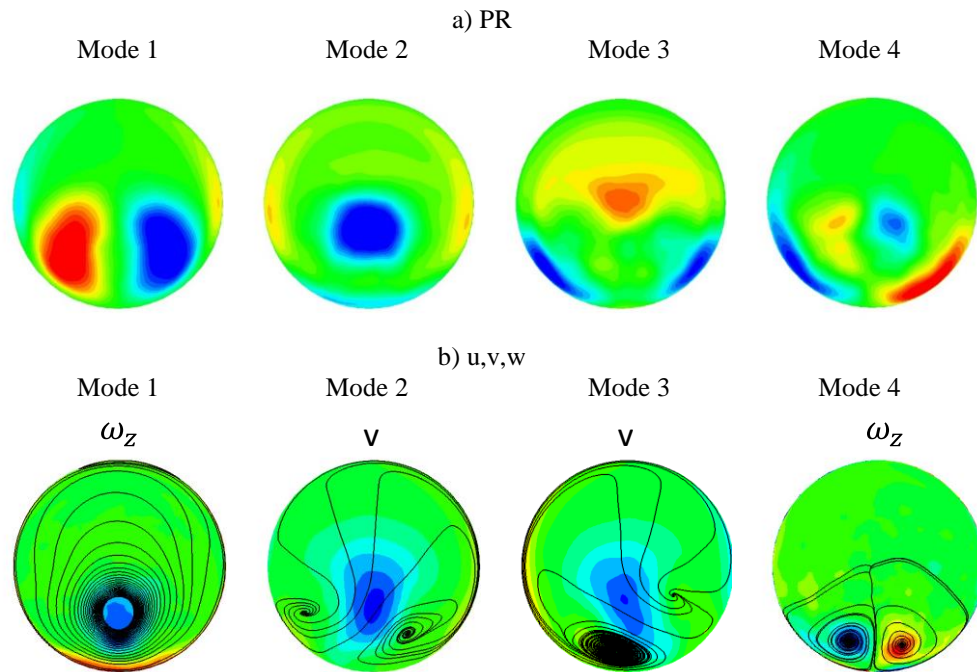 a) PR
Mode 1 Mode 2 Mode 3 Mode 4
b) u,v,w
Mode 1 Mode 2 Mode 3 Mode 4
ω_z v v ω_z